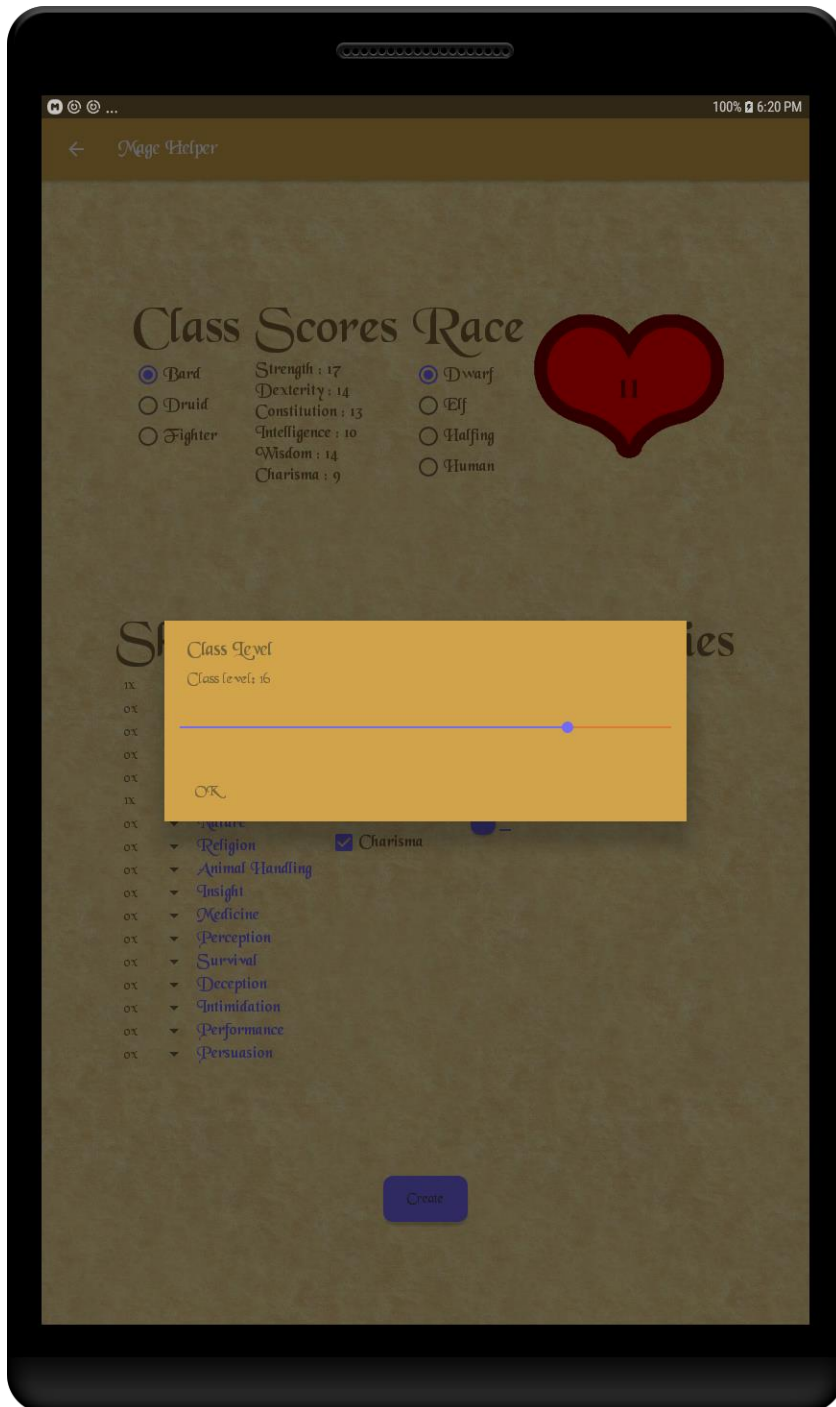 100% 6:20 PM
Mage Helper
Class Scores Race
Bard
Druid
Fighter
Strength : 17
Dexterity : 14
Constitution : 13
Intelligence : 10
Wisdom : 14
Charisma : 9
Dwarf
Elf
Halfing
Human
11
Class Level
Class level: 16
OK
1x
0x
0x
0x
0x
1x
0x Nature
0x Religion
Charisma
0x Animal Handling
0x Insight
0x Medicine
0x Perception
0x Survival
0x Deception
0x Intimidation
0x Performance
0x Persuasion
Create